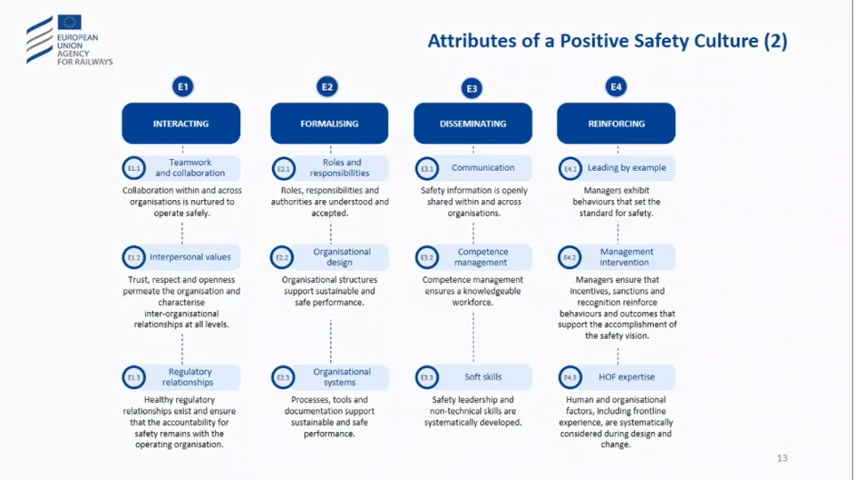 EUROPEAN
UNION
AGENCY
FOR RAILWAYS
Attributes of a Positive Safety Culture (2)
E1
INTERACTING
E1.1
Teamwork
and collaboration
Collaboration within and across
organisations is nurtured to
operate safely.
E1.2
Interpersonal values
Trust, respect and openness
permeate the organisation and
characterise
inter-organisational
relationships at all levels.
E1.3
Regulatory
relationships
Healthy regulatory
relationships exist and ensure
that the accountability for
safety remains with the
operating organisation.
E2
FORMALISING
E2.1
Roles and
responsibilities
Roles, responsibilities and
authorities are understood and
accepted.
E2.2
Organisational
design
Organisational structures
support sustainable and
safe performance.
E2.3
Organisational
systems
Processes, tools and
documentation support
sustainable and safe
performance.
E3
DISSEMINATING
E3.1
Communication
Safety information is openly
shared within and across
organisations.
E3.2
Competence
management
Competence management
ensures a knowledgeable
workforce.
E3.3
Soft skills
Safety leadership and
non-technical skills are
systematically developed.
E4
REINFORCING
E4.1
Leading by example
Managers exhibit
behaviours that set the
standard for safety.
E4.2
Management
intervention
Managers ensure that
incentives, sanctions and
recognition reinforce
behaviours and outcomes that
support the accomplishment of
the safety vision.
E4.3
HOF expertise
Human and organisational
factors, including frontline
experience, are systematically
considered during design and
change.
13